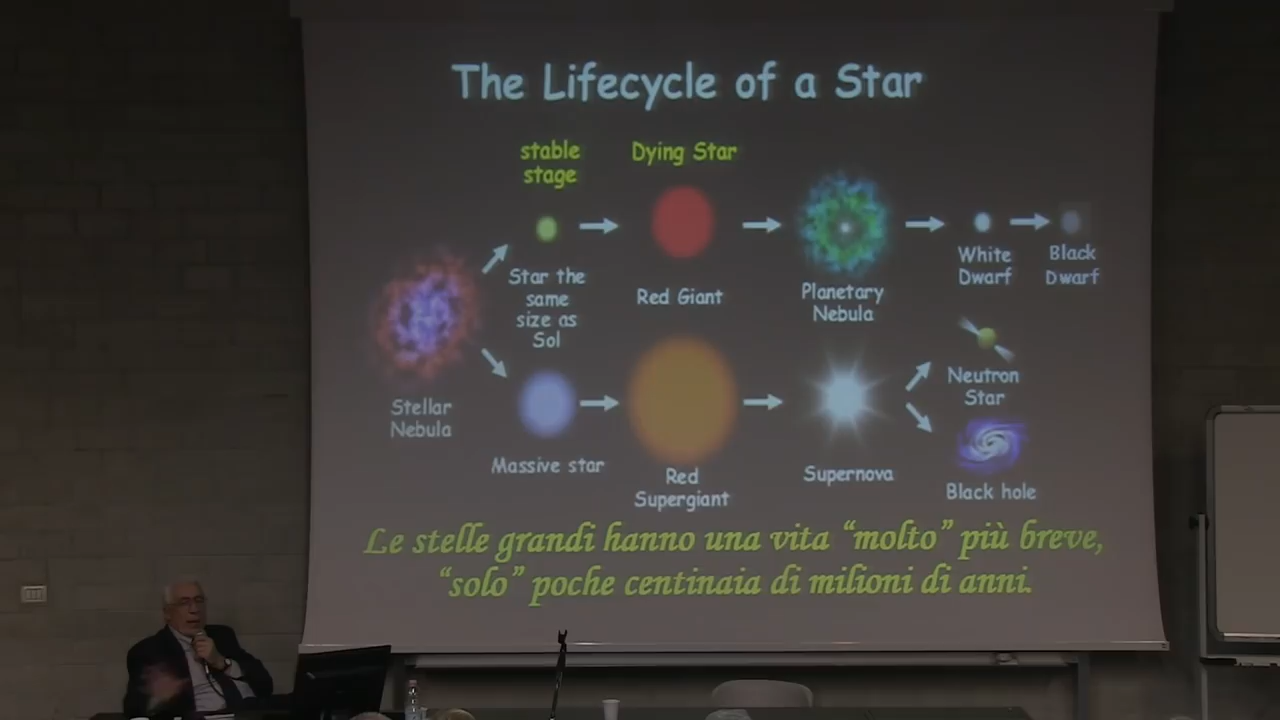 The Lifecycle of a Star
stable
stage
Dying Star
Star the
same
size as
Sol
Red Giant
Planetary
Nebula
White
Dwarf
Black
Dwarf
Stellar
Nebula
Massive star
Red
Supergiant
Supernova
Neutron
Star
Black hole
Le stelle grandi hanno una vita “molto” più breve,
“solo” poche centinaia di milioni di anni.